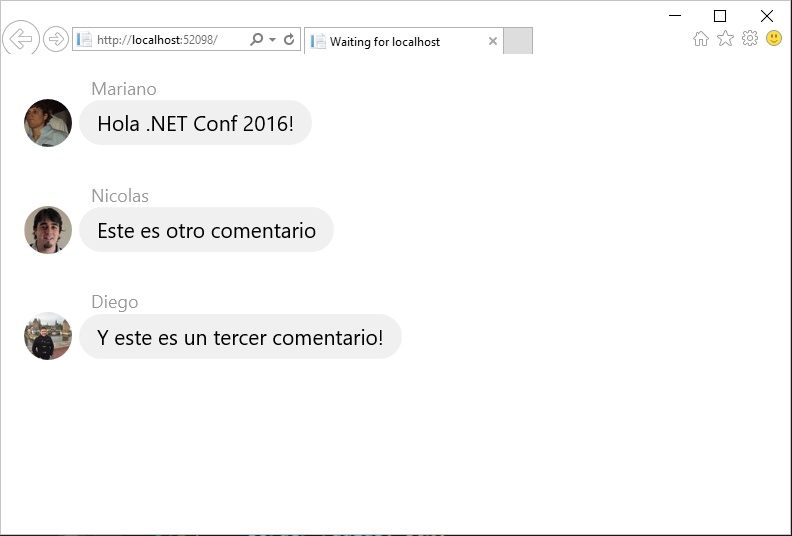 http://localhost:52098/
Waiting for localhost
Mariano
Hola .NET Conf 2016!
Nicolas
Este es otro comentario
Diego
Y este es un tercer comentario!